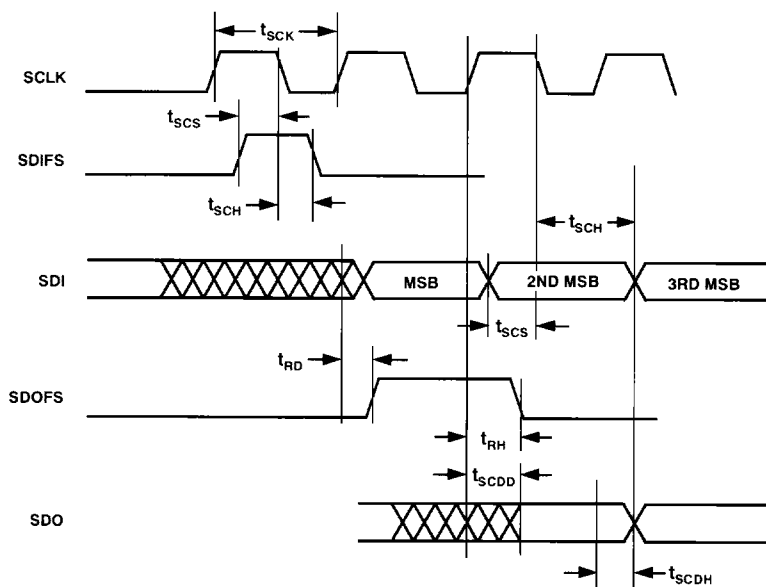 tSCK
SCLK
tSCS
SDIFS
tSCH
tSCH
SDI
MSB
2ND MSB
3RD MSB
tSCS
tRD
SDOFS
tRH
tSCDD
SDO
tSCDH